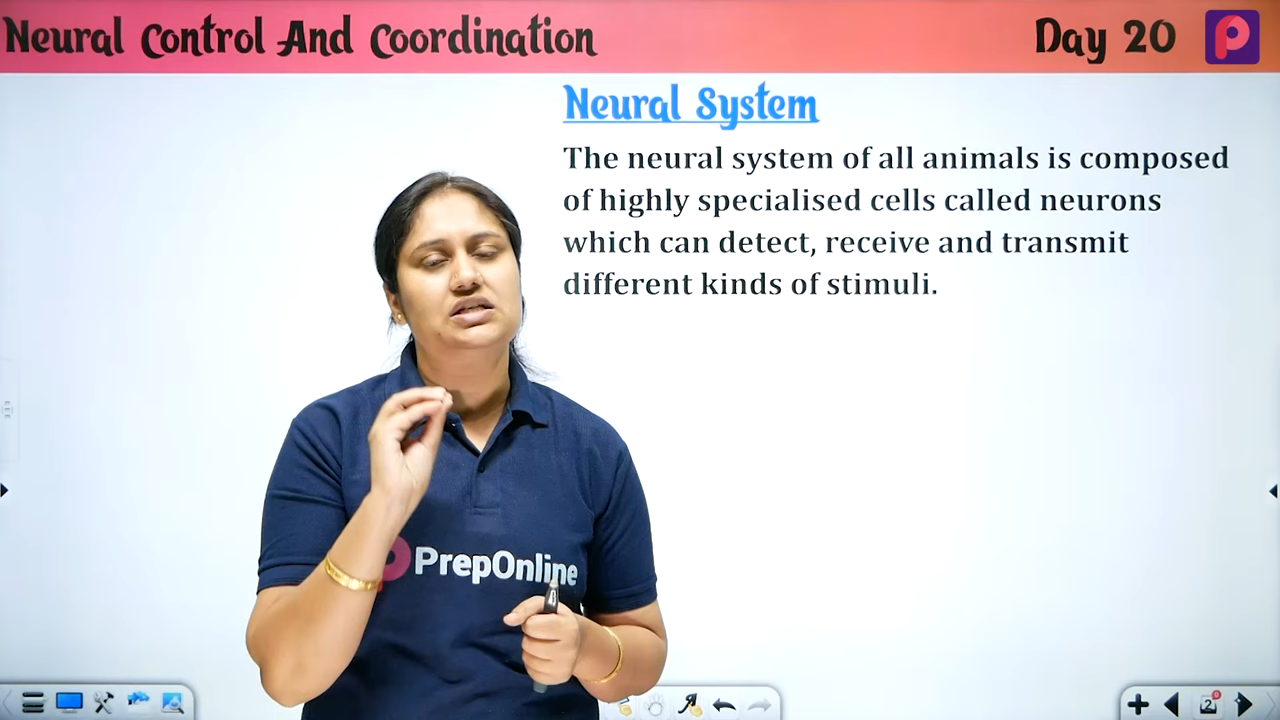 Neural Control And Coordination
Day 20
Neural System
The neural system of all animals is composed
of highly specialised cells called neurons
which can detect, receive and transmit
different kinds of stimuli.
PrepOnline
2